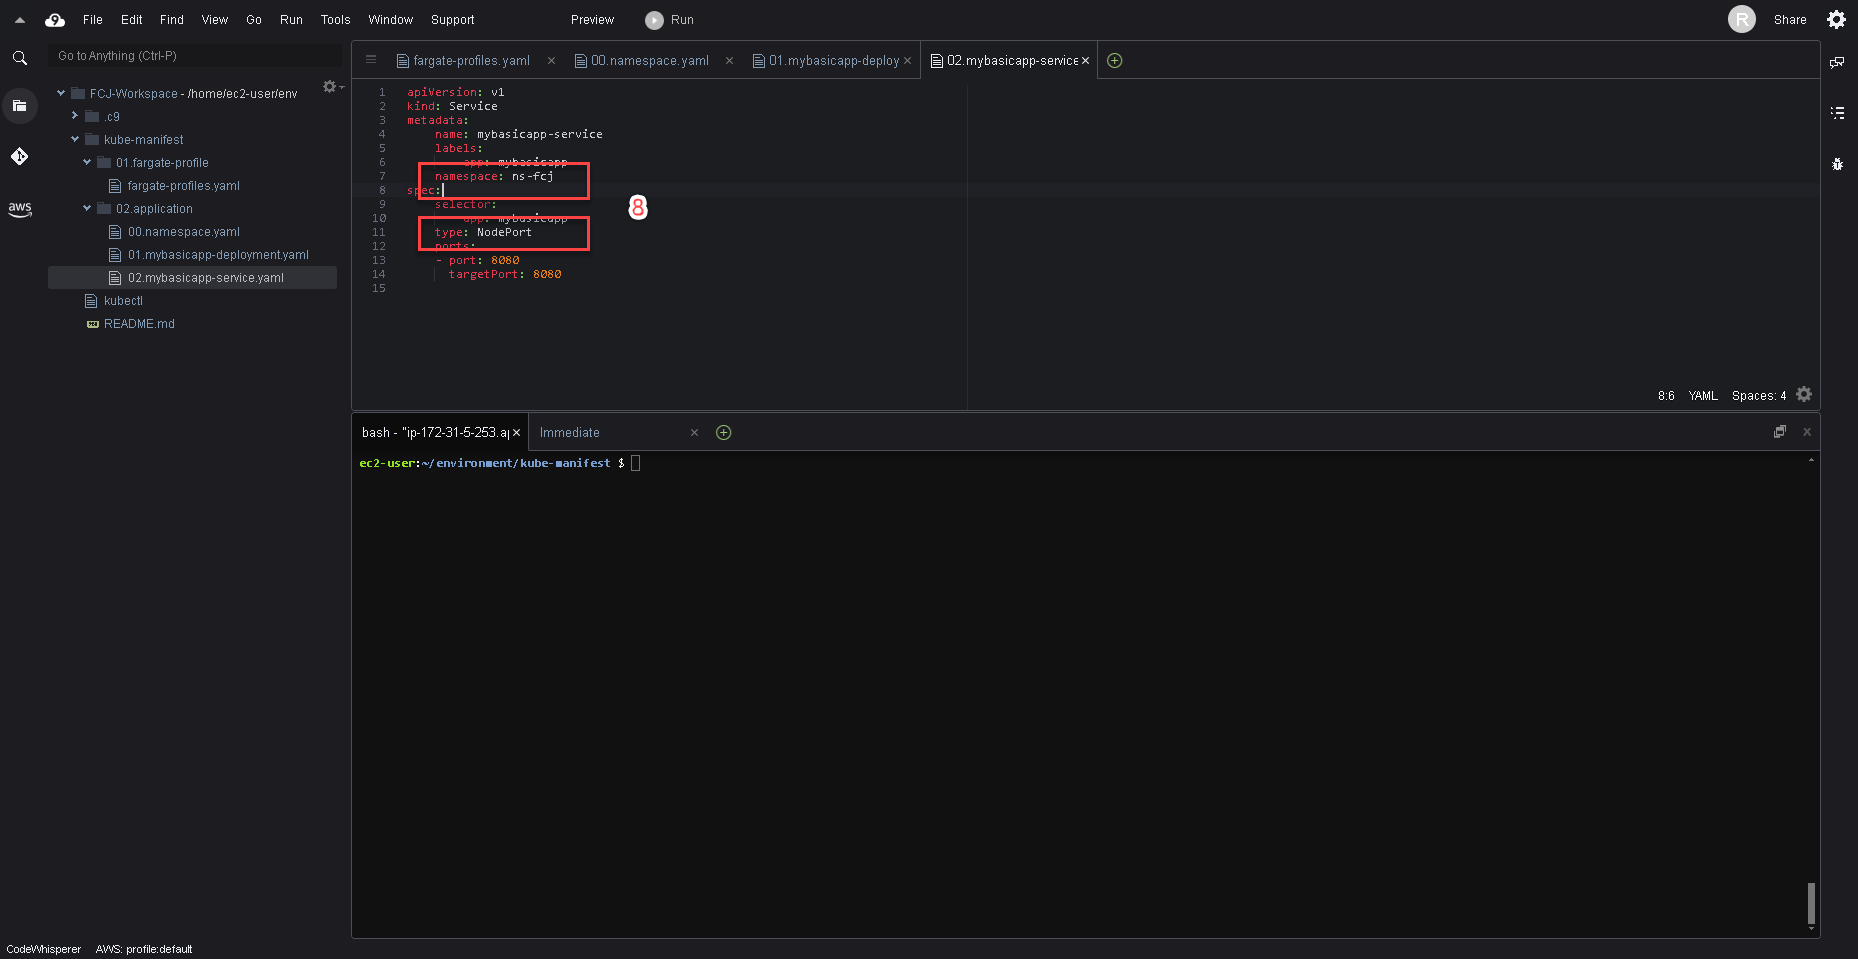 File Edit Find View Go Run Tools Window Support Preview Run R Share
Go to Anything (Ctrl-P)
FCJ-Workspace - /home/ec2-user/env
.c9
kube-manifest
01.fargate-profile
fargate-profiles.yaml
02.application
00.namespace.yaml
01.mybasicapp-deployment.yaml
02.mybasicapp-service.yaml
kubectl
README.md
aws
fargate-profiles.yaml 00.namespace.yaml 01.mybasicapp-deploy 02.mybasicapp-service
1 apiVersion: v1
2 kind: Service
3 metadata:
4 name: mybasicapp-service
5 labels:
6 app: mybasicapp
7 namespace: ns-fcj
8 spec:
9 selector:
10 app: mybasicapp
11 type: NodePort
12 ports:
13 - port: 8080
14 targetPort: 8080
15
8
8:6 YAML Spaces: 4
bash - "ip-172-31-5-253.ap Immediate
ec2-user:~/environment/kube-manifest $
CodeWhisperer AWS: profile:default